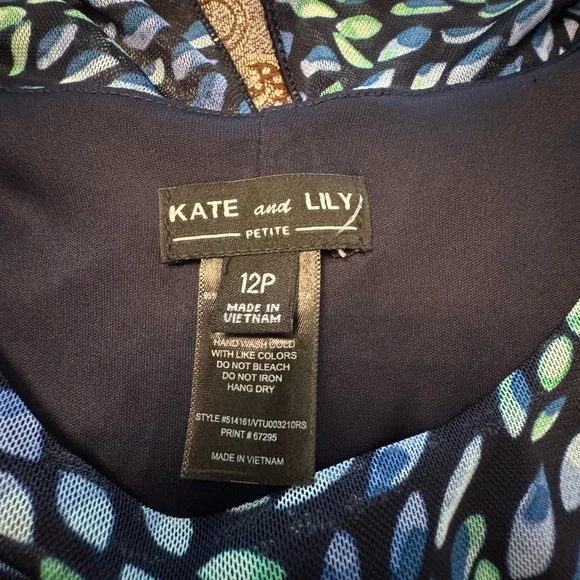 KATE and LILY
PETITE
12P
MADE IN
VIETNAM
HAND WASH COLD
WITH LIKE COLORS
DO NOT BLEACH
DO NOT IRON
HANG DRY
STYLE #514161/VTU003210RS
PRINT # 67295
MADE IN VIETNAM